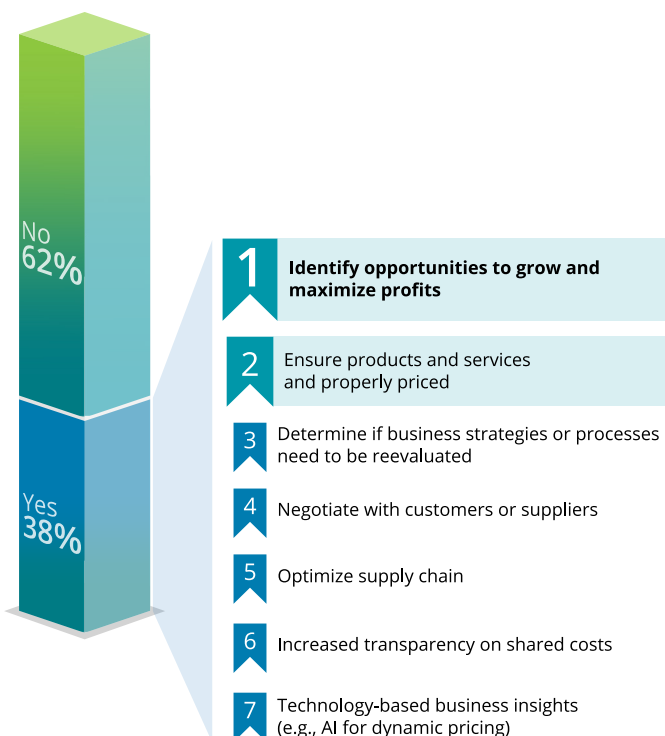 No
62%
Yes
38%
1
Identify opportunities to grow and
maximize profits
2
Ensure products and services
and properly priced
3
Determine if business strategies or processes
need to be reevaluated
4
Negotiate with customers or suppliers
5
Optimize supply chain
6
Increased transparency on shared costs
7
Technology-based business insights
(e.g., AI for dynamic pricing)